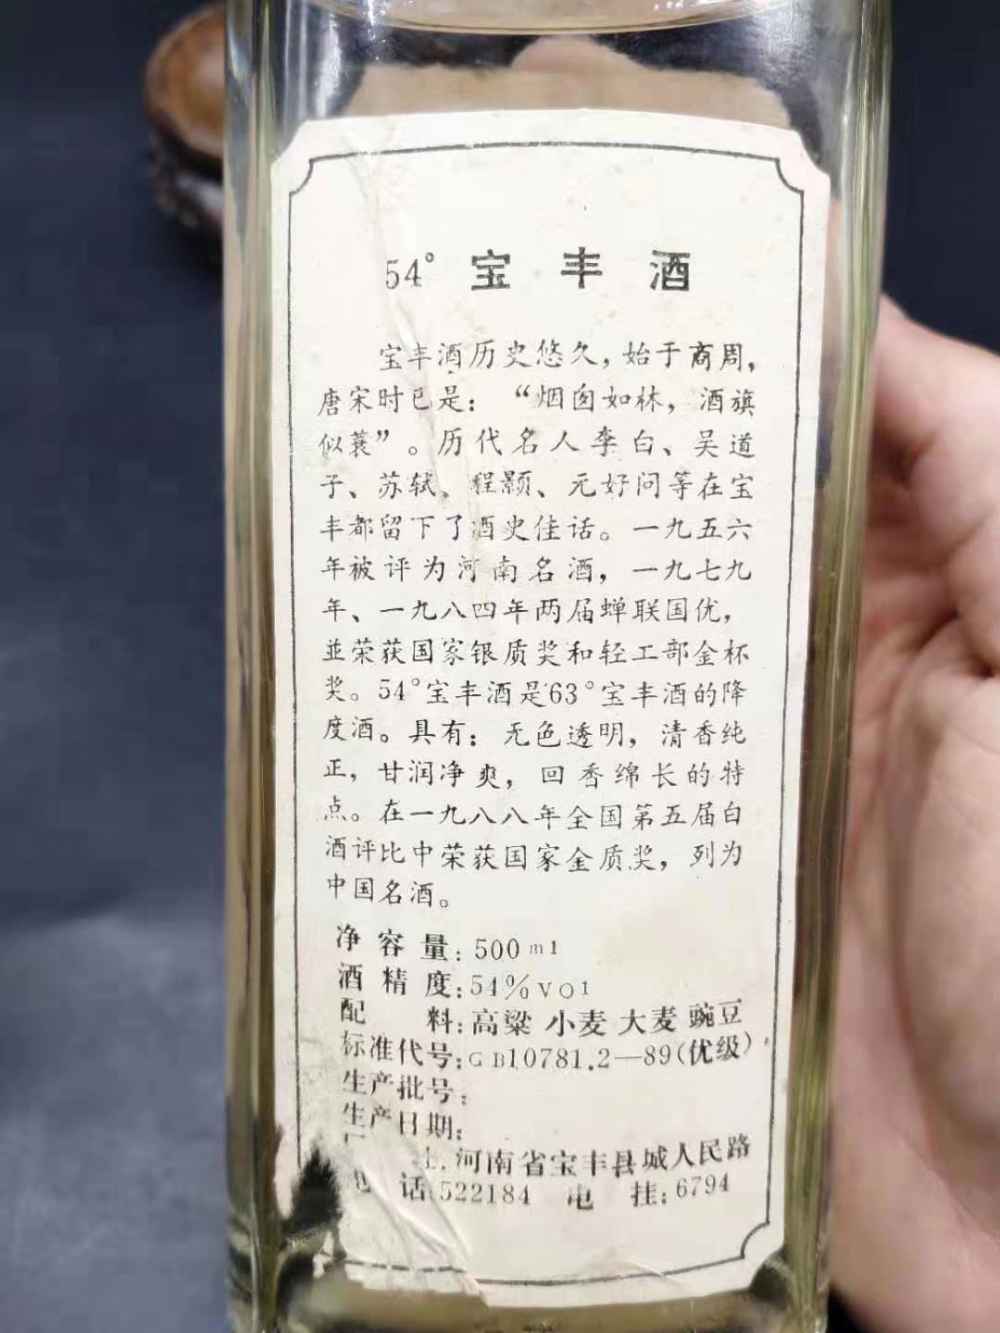 54° 宝丰酒
宝丰酒历史悠久，始于商周，
唐宋时已是：“烟囱如林，酒旗
似蓑”。历代名人李白、吴道
子、苏轼、程颢、元好问等在宝
丰都留下了酒史佳话。一九五六
年被评为河南名酒，一九七九
年、一九八四年两届蝉联国优，
並荣获国家银质奖和轻工部金杯
奖。54°宝丰酒是63°宝丰酒的降
度酒。具有：无色透明，清香纯
正，甘润净爽，回香绵长的特
点。在一九八八年全国第五届白
酒评比中荣获国家金质奖，列为
中国名酒。
净容量：500ml
酒精度：54%vol
配料：高粱 小麦 大麦 豌豆
标准代号：GB10781.2—89(优级)
生产批号：
生产日期：
河南省宝丰县城人民路
话：522184 电挂：6794